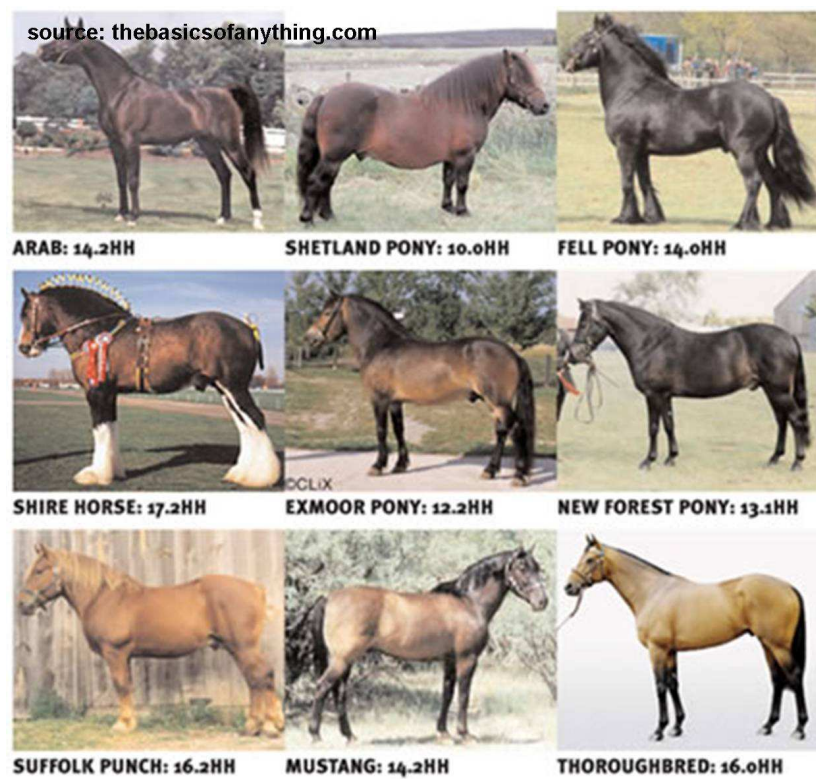 source: thebasicsofanything.com
ARAB: 14.2HH
SHETLAND PONY: 10.0HH
FELL PONY: 14.0HH
SHIRE HORSE: 17.2HH
©CLiX
EXMOOR PONY: 12.2HH
NEW FOREST PONY: 13.1HH
SUFFOLK PUNCH: 16.2HH
MUSTANG: 14.2HH
THOROUGHBRED: 16.0HH